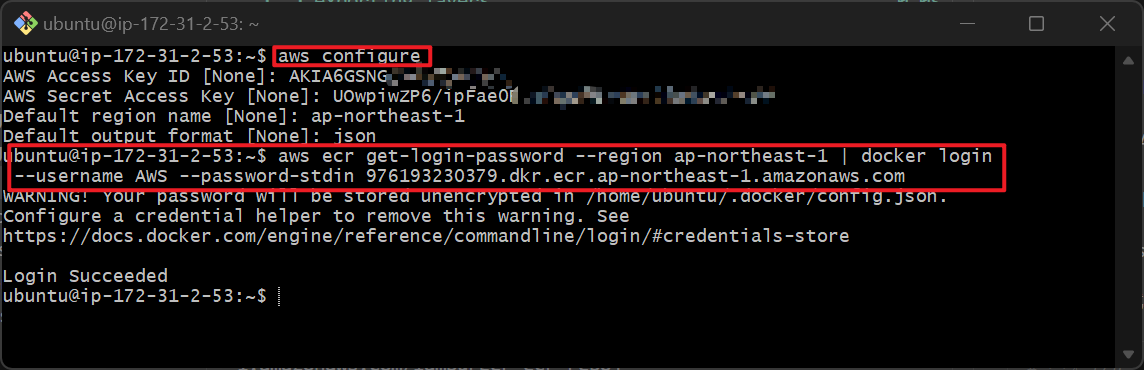 ubuntu@ip-172-31-2-53: ~
ubuntu@ip-172-31-2-53:~$ aws configure
AWS Access Key ID [None]: AKIA6GSNG
AWS Secret Access Key [None]: UOwpiwZP6/ipFae0
Default region name [None]: ap-northeast-1
Default output format [None]: json
ubuntu@ip-172-31-2-53:~$ aws ecr get-login-password --region ap-northeast-1 | docker login
--username AWS --password-stdin 976193230379.dkr.ecr.ap-northeast-1.amazonaws.com
WARNING! Your password will be stored unencrypted in /home/ubuntu/.docker/config.json.
Configure a credential helper to remove this warning. See
https://docs.docker.com/engine/reference/commandline/login/#credentials-store
Login Succeeded
ubuntu@ip-172-31-2-53:~$